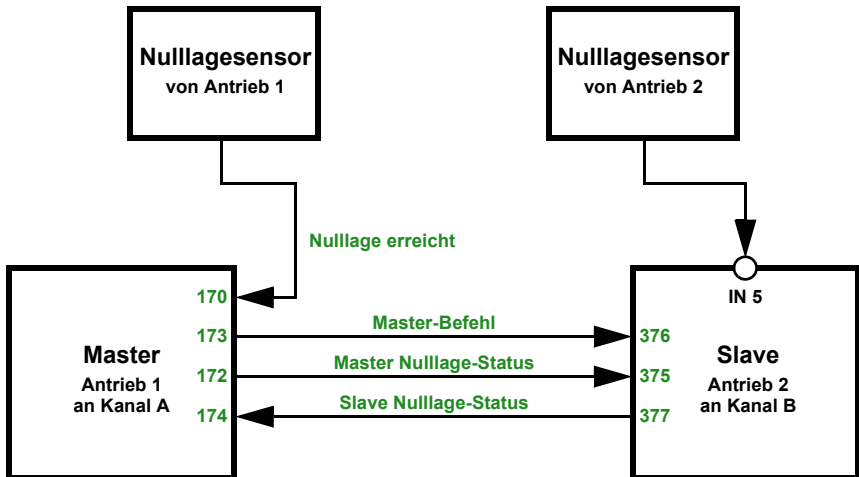 Nulllagesensor
von Antrieb 1
Nulllagesensor
von Antrieb 2
Nulllage erreicht
170
IN 5
173
Master-Befehl
376
Master
Antrieb 1
an Kanal A
172
Master Nulllage-Status
375
Slave
Antrieb 2
an Kanal B
174
Slave Nulllage-Status
377